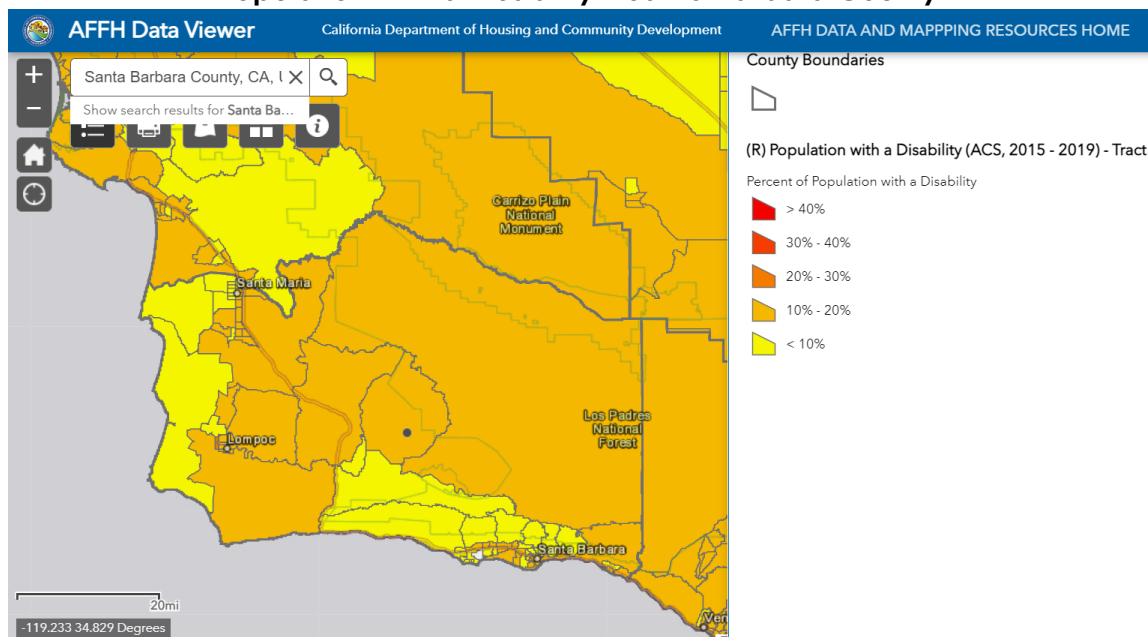 AFFH Data Viewer
California Department of Housing and Community Development
AFFH DATA AND MAPPPING RESOURCES HOME
+
Santa Barbara County, CA, U
Show search results for Santa Ba...
−
County Boundaries
(R) Population with a Disability (ACS, 2015 - 2019) - Tract
Percent of Population with a Disability
> 40%
30% - 40%
20% - 30%
10% - 20%
< 10%
Carrizo Plain
National
Monument
Santa Maria
Los Padres
National
Forest
Lompoc
Santa Barbara
20mi
Ven
-119.233 34.829 Degrees